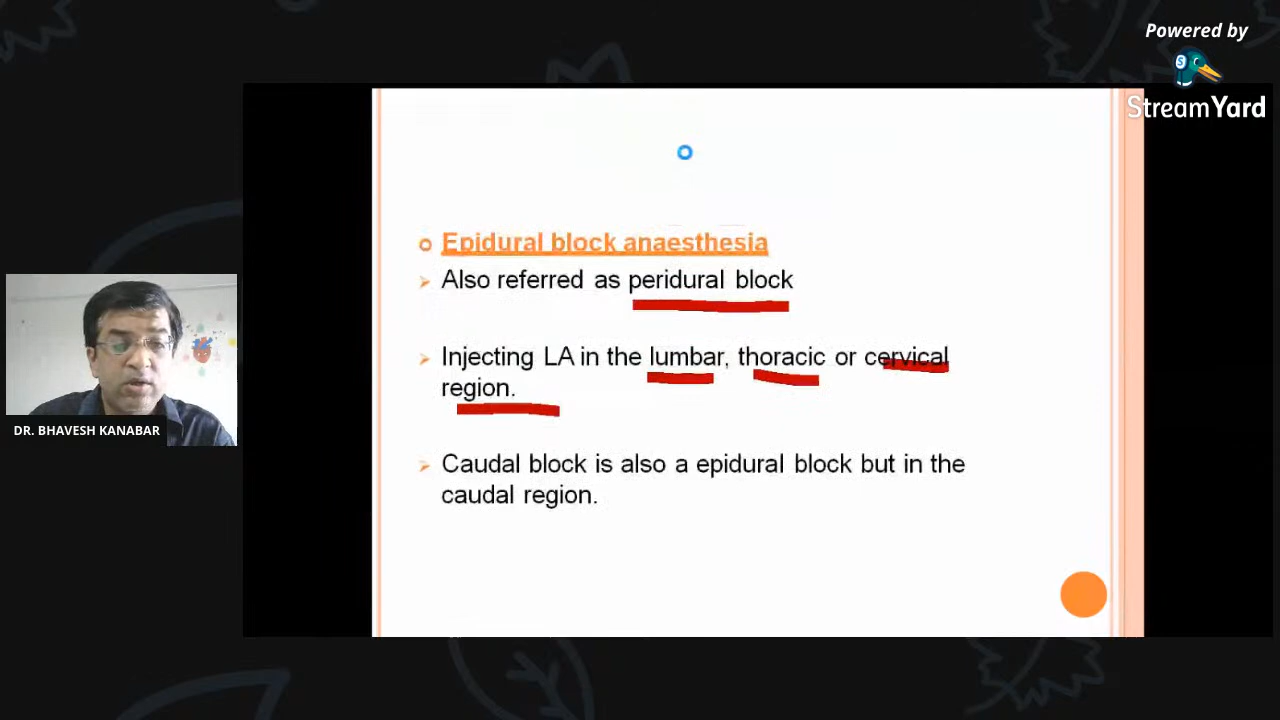 Powered by
StreamYard
Epidural block anaesthesia
Also referred as peridural block
Injecting LA in the lumbar, thoracic or cervical
region.
Caudal block is also a epidural block but in the
caudal region.
DR. BHAVESH KANABAR